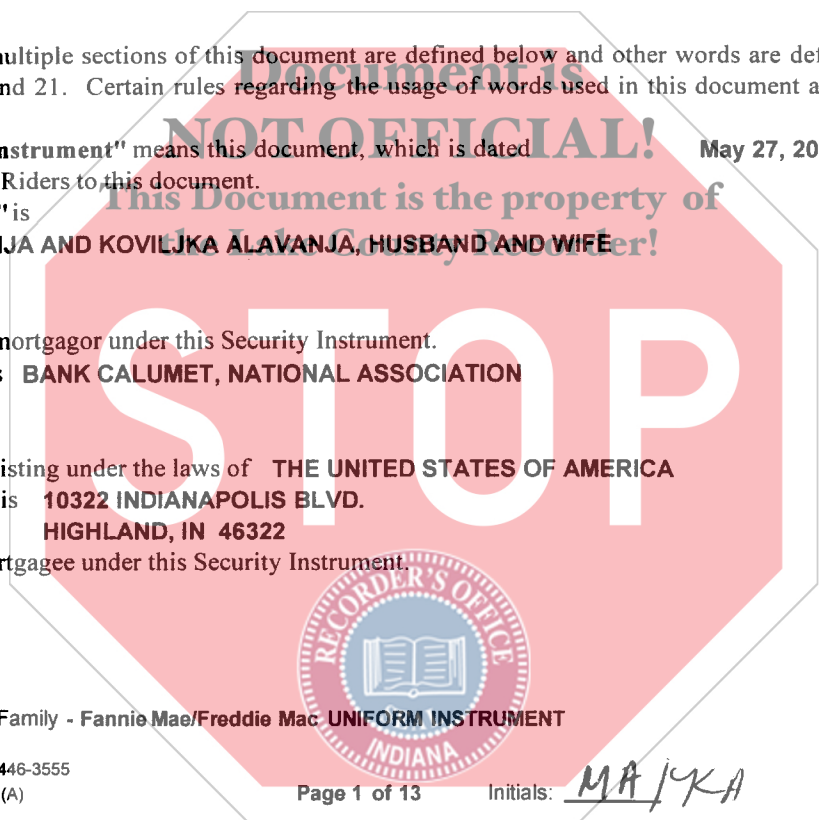 multiple sections of this document are defined below and other words are def
nd 21. Certain rules regarding the usage of words used in this document a
Document is
NOT OFFICIAL!
This Document is the property of
the Lake County Recorder!
nstrument" means this document, which is dated May 27, 20
Riders to this document.
" is
JA AND KOVILJKA ALAVANJA, HUSBAND AND WIFE
STOP
mortgagor under this Security Instrument.
s BANK CALUMET, NATIONAL ASSOCIATION
isting under the laws of THE UNITED STATES OF AMERICA
is 10322 INDIANAPOLIS BLVD.
HIGHLAND, IN 46322
rtgagee under this Security Instrument.
RECORDER'S OFFICE
INDIANA
Family - Fannie Mae/Freddie Mac UNIFORM INSTRUMENT
446-3555
(A) Page 1 of 13 Initials: MA/KA